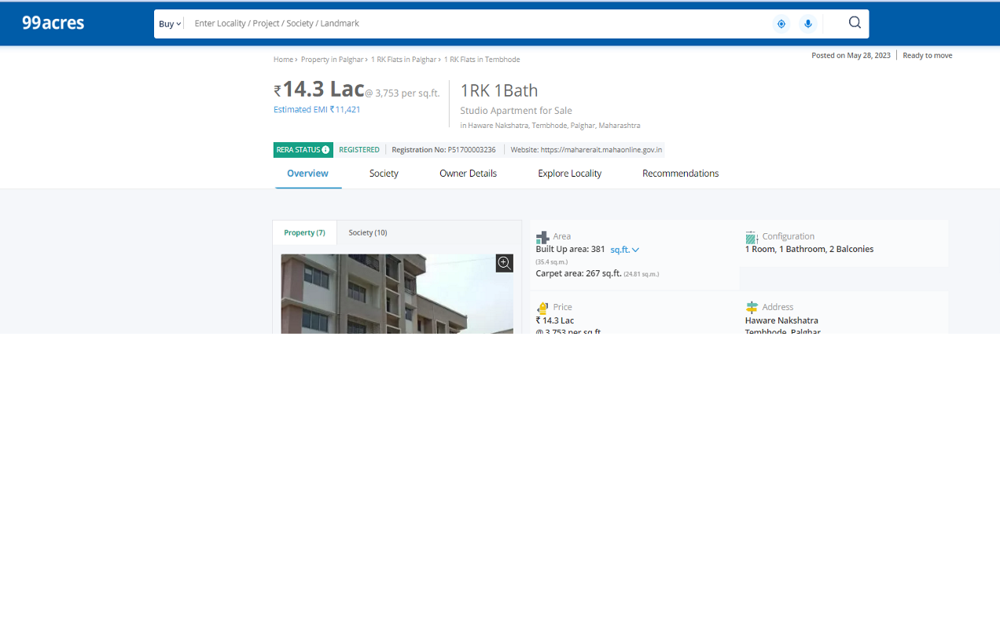 99acres
Buy
Enter Locality / Project / Society / Landmark
Home › Property in Palghar › 1 RK Flats in Palghar › 1 RK Flats in Tembhode
Posted on May 28, 2023 | Ready to move
₹14.3 Lac @ 3,753 per sq.ft.
Estimated EMI ₹ 11,421
1RK 1Bath
Studio Apartment for Sale
in Haware Nakshatra, Tembhode, Palghar, Maharashtra
RERA STATUS REGISTERED | Registration No: P51700003236 | Website: https://maharerait.mahaonline.gov.in
Overview Society Owner Details Explore Locality Recommendations
Property (7) Society (10)
Area
Built Up area: 381 sq.ft.
(35.4 sq.m.)
Carpet area: 267 sq.ft. (24.81 sq.m.)
Configuration
1 Room, 1 Bathroom, 2 Balconies
Price
₹ 14.3 Lac
@ 3,753 per sq.ft.
Address
Haware Nakshatra
Tembhode, Palghar